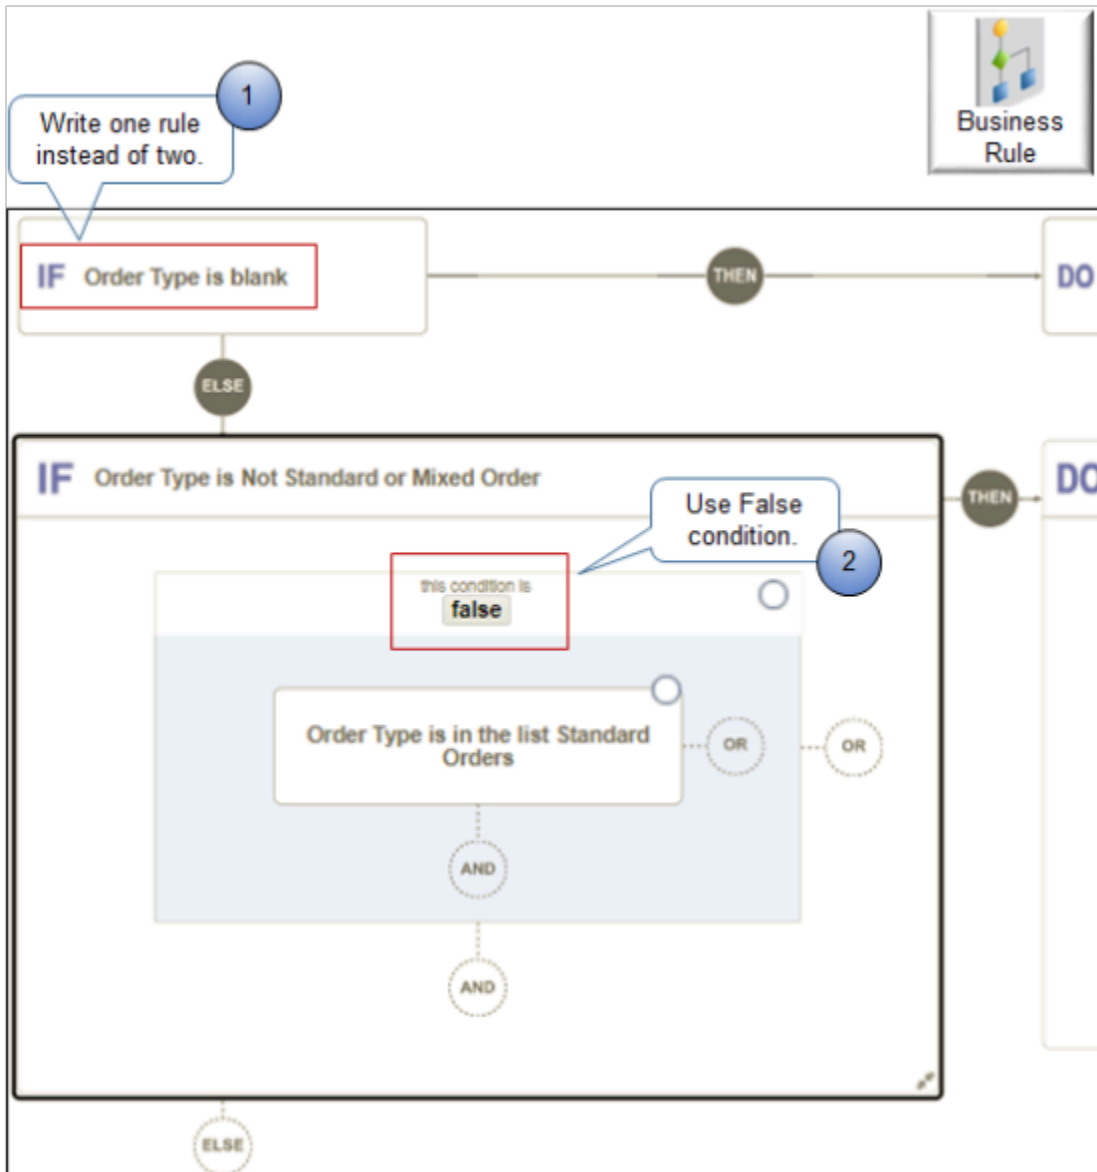 1
Write one rule
instead of two.
Business
Rule
IF Order Type is blank
THEN
DO
ELSE
IF Order Type is Not Standard or Mixed Order
THEN
DO
Use False
condition.
2
this condition is
false
Order Type is in the list Standard
Orders
OR
OR
AND
AND
ELSE